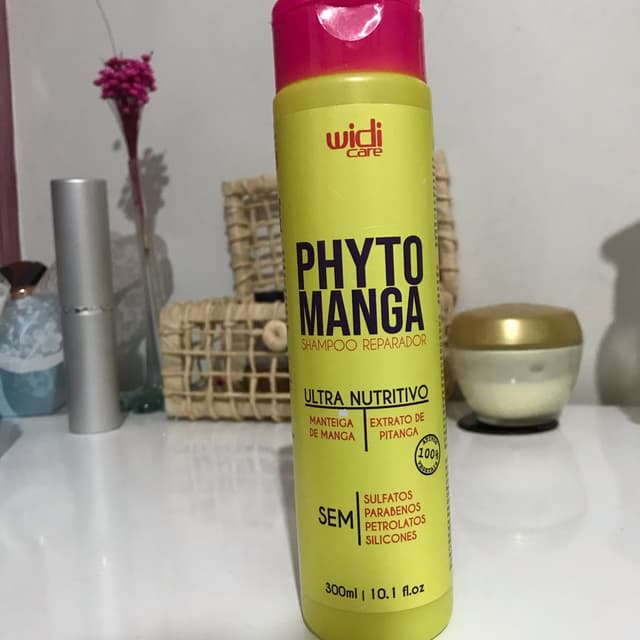 widi
care
PHYTO
MANGA
SHAMPOO REPARADOR
ULTRA NUTRITIVO
MANTEIGA
DE MANGA
EXTRATO DE
PITANGA
100%
SEM
SULFATOS
PARABENOS
PETROLATOS
SILICONES
300ml | 10.1 fl.oz